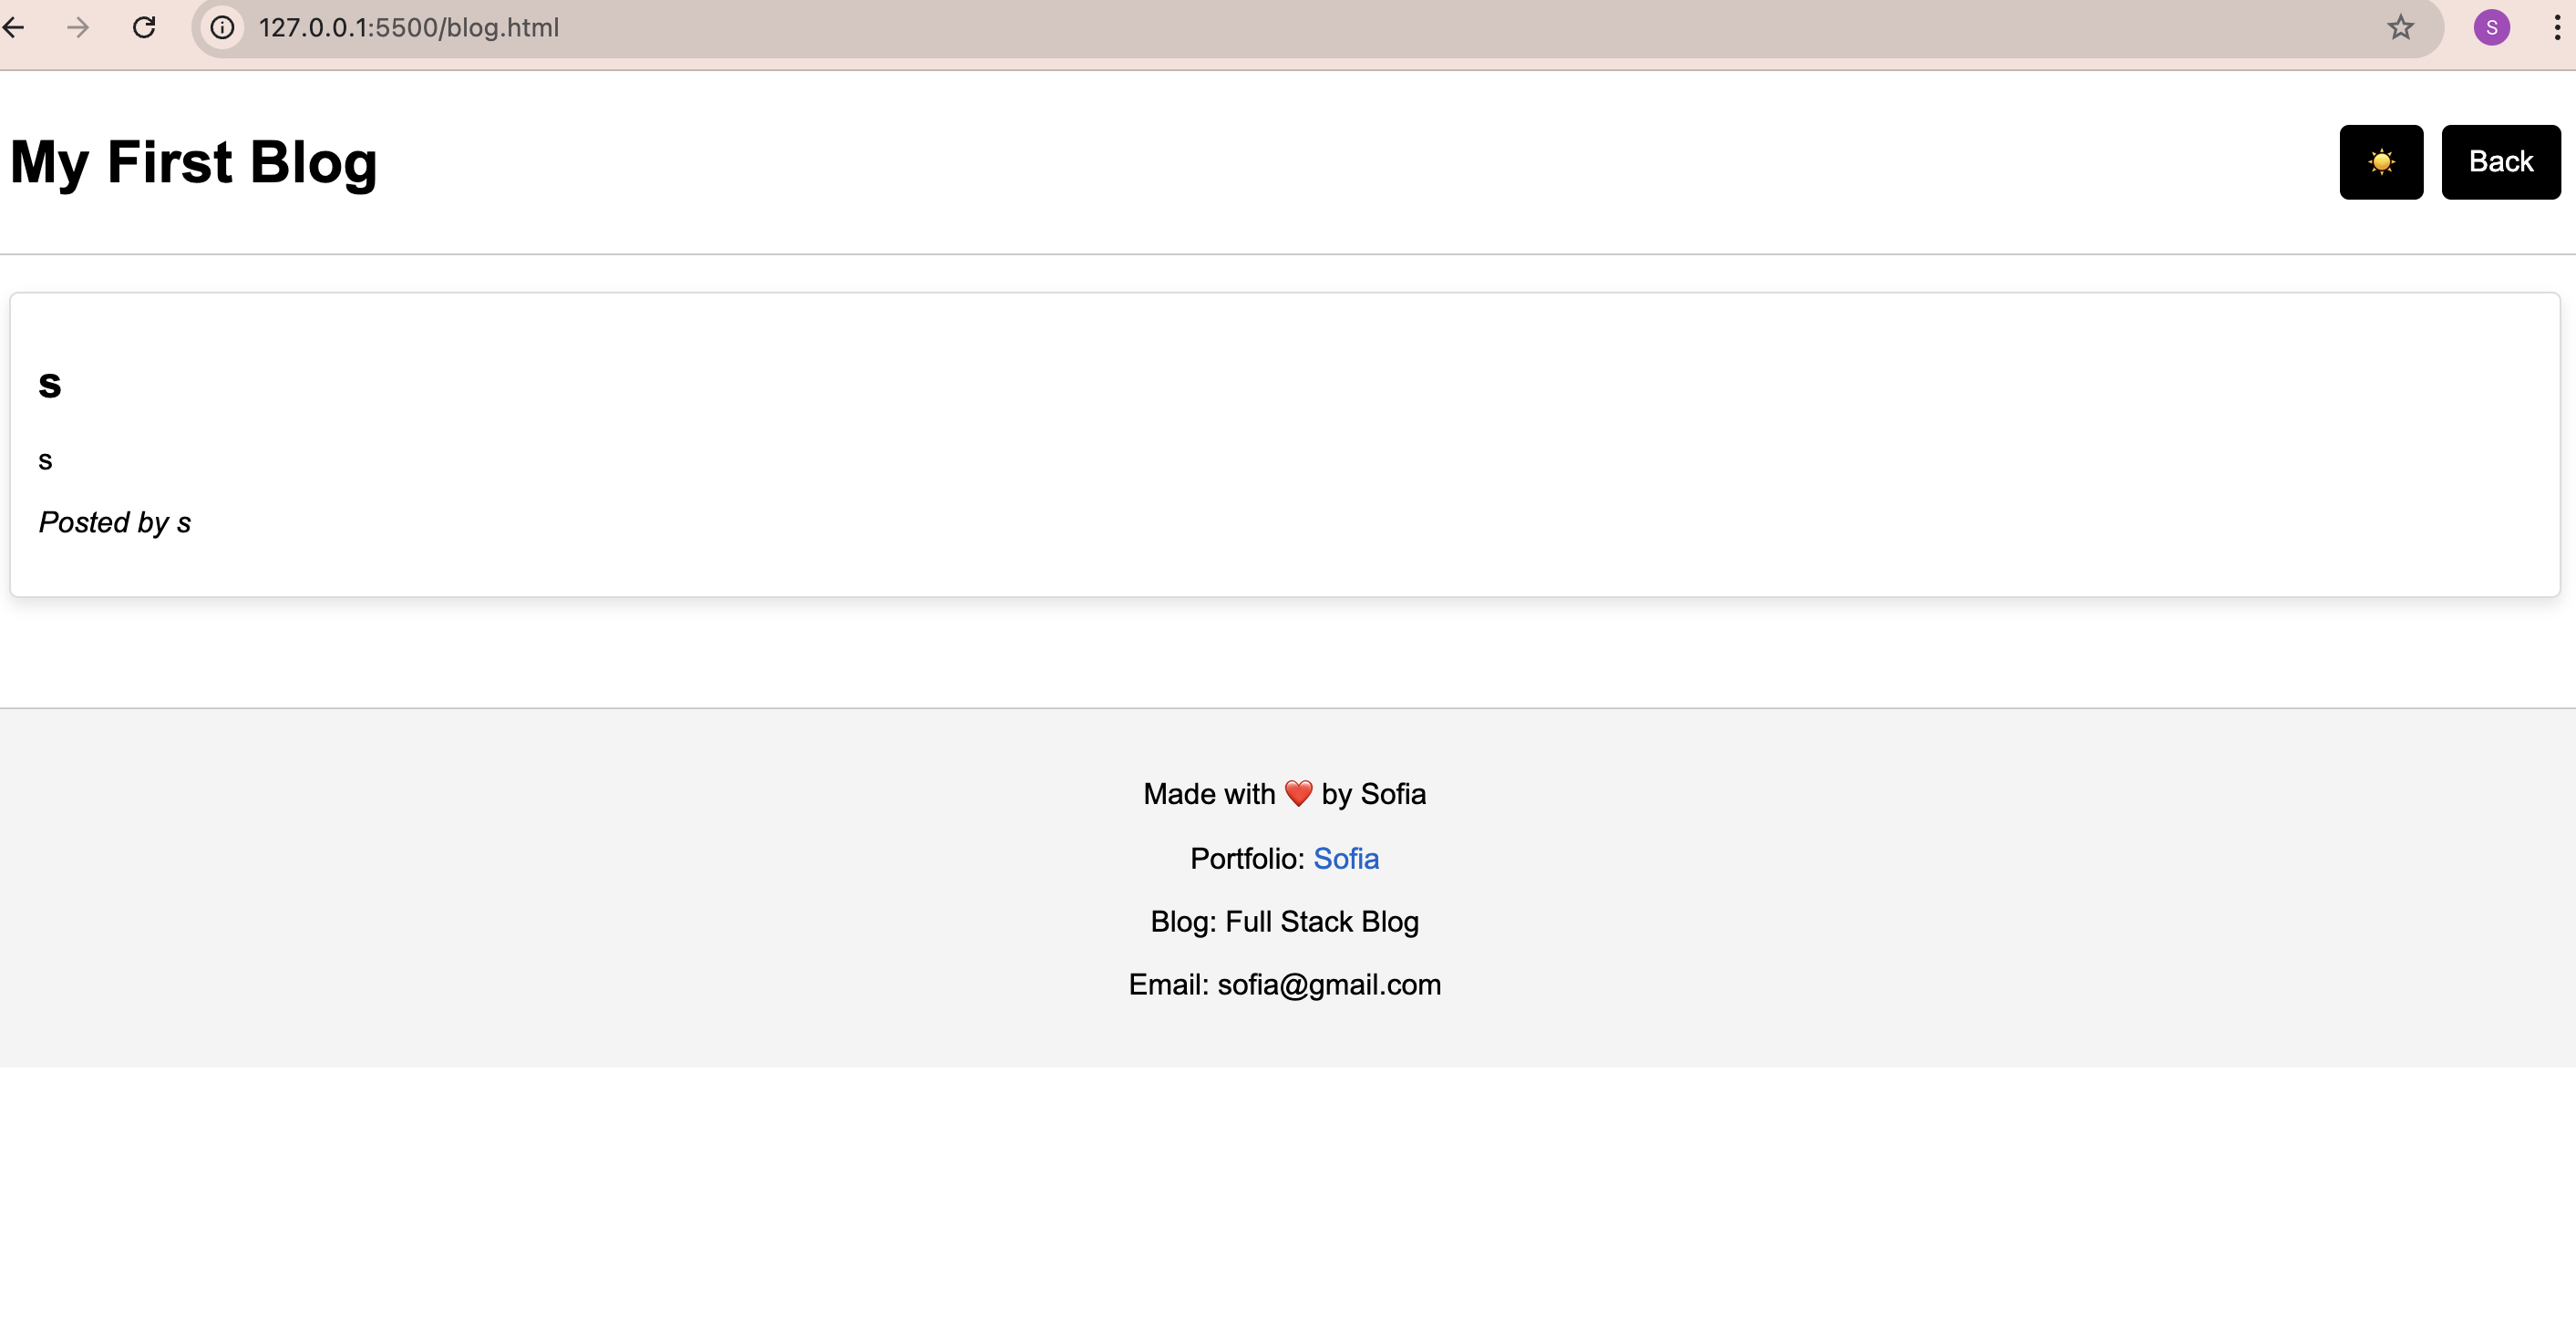 127.0.0.1:5500/blog.html
S
My First Blog
Back
s
s
Posted by s
Made with ❤️ by Sofia
Portfolio: Sofia
Blog: Full Stack Blog
Email: sofia@gmail.com